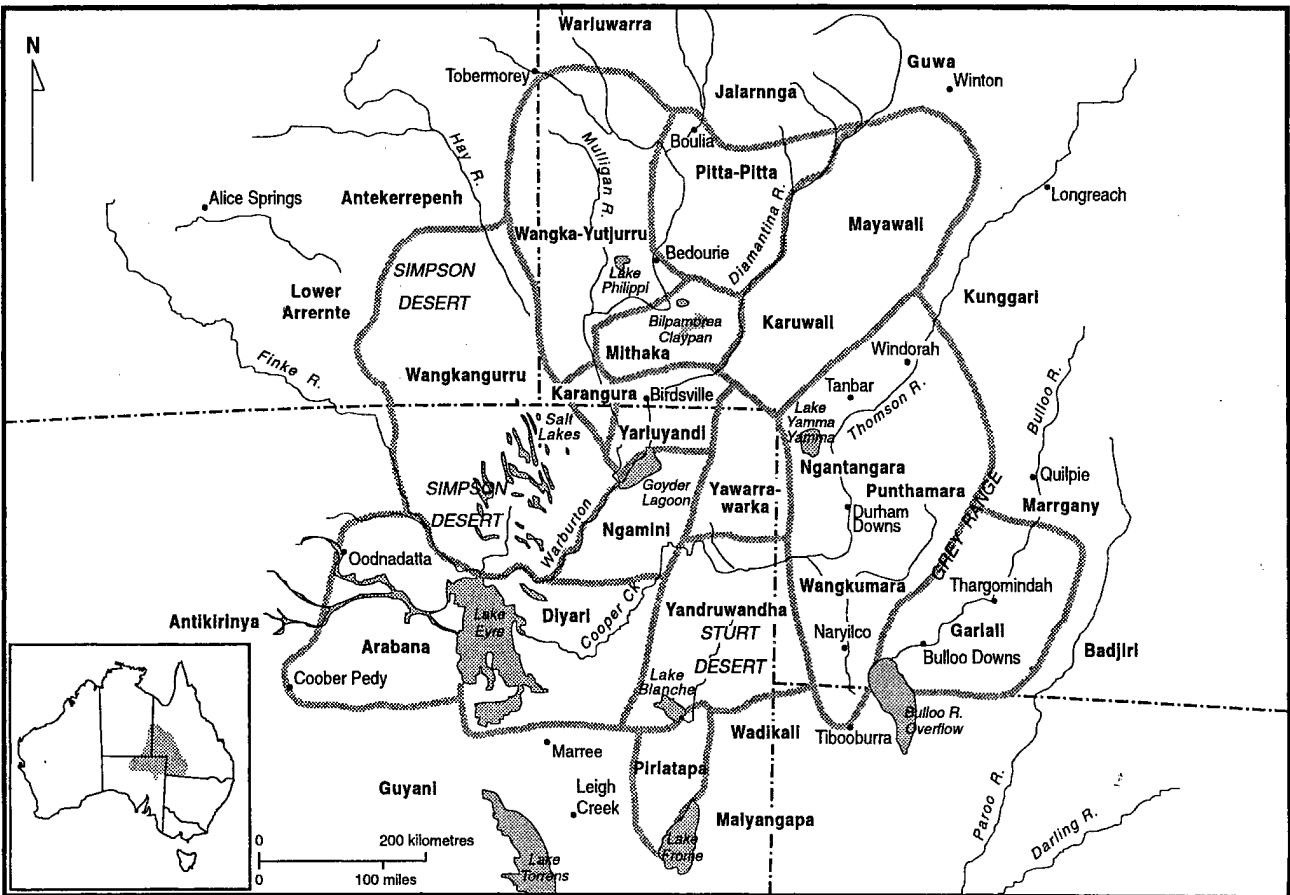 Warluwarra
N
Guwa
Tobermorey
Winton
Jalarnnga
Hay R.
Mulligan R.
Boulia
Pitta-Pitta
Alice Springs
Antekerrepenh
Longreach
Diamantina R.
Mayawali
Wangka-Yutjurru
Bedourie
SIMPSON
DESERT
Lake
Philippi
Lower
Arrernte
Kunggari
Bilpamorea
Claypan
Karuwali
Mithaka
Windorah
Finke R.
Wangkangurru
Tanbar
Bulloo R.
Karangura
Birdsville
Thomson R.
Salt
Lakes
Lake
Yamma
Yamma
Yarluyandi
Ngantangara
Quilpie
SIMPSON
DESERT
Goyder
Lagoon
Yawarra-
warka
Punthamara
Marrgany
Durham
Downs
GREY RANGE
Warburton
Ngamini
Oodnadatta
Wangkumara
Thargomindah
Cooper Ck.
Diyari
Yandruwandha
STURT
DESERT
Antikirinya
Lake
Eyre
Arabana
Naryilco
Garlali
Bulloo Downs
Badjiri
Coober Pedy
Lake
Blanche
Bulloo R.
Overflow
Wadikali
Tibooburra
Marree
Pirlatapa
Guyani
Leigh
Creek
Malyangapa
Paroo R.
Darling R.
0 200 kilometres
0 100 miles
Lake
Torrens
Lake
Frome